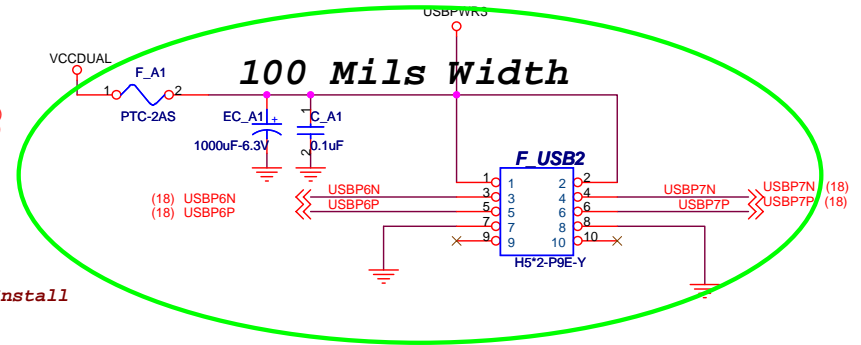 USBPWR3
VCCDUAL
F_A1
100 Mils Width
1 2
PTC-2AS
EC_A1 + 1 C_A1
1000uF-6.3V 2 0.1uF
F_USB2
1 1 2 2
(18) USBP6N USBP6N 3 3 4 4 USBP7N USBP7N (18)
(18) USBP6P USBP6P 5 5 6 6 USBP7P USBP7P (18)
7 7 8 8
9 9 10 10
H5*2-P9E-Y
nstall